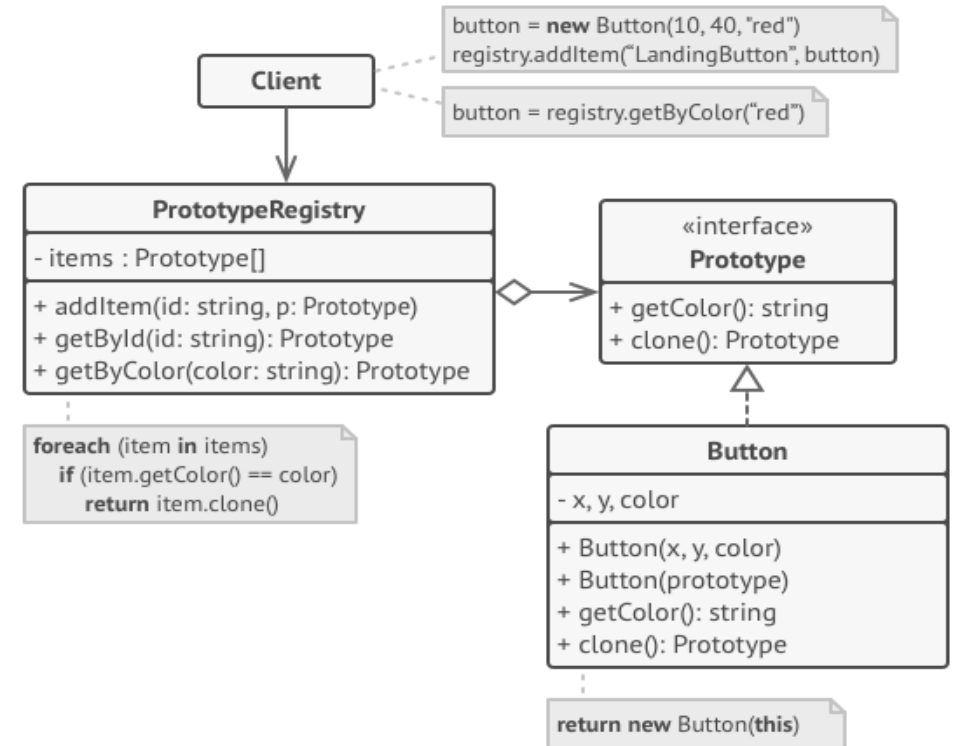 button = new Button(10, 40, "red")
registry.addItem(“LandingButton”, button)
Client
button = registry.getByColor(“red”)
PrototypeRegistry
- items : Prototype[]
+ addItem(id: string, p: Prototype)
+ getById(id: string): Prototype
+ getByColor(color: string): Prototype
foreach (item in items)
if (item.getColor() == color)
return item.clone()
«interface»
Prototype
+ getColor(): string
+ clone(): Prototype
Button
- x, y, color
+ Button(x, y, color)
+ Button(prototype)
+ getColor(): string
+ clone(): Prototype
return new Button(this)